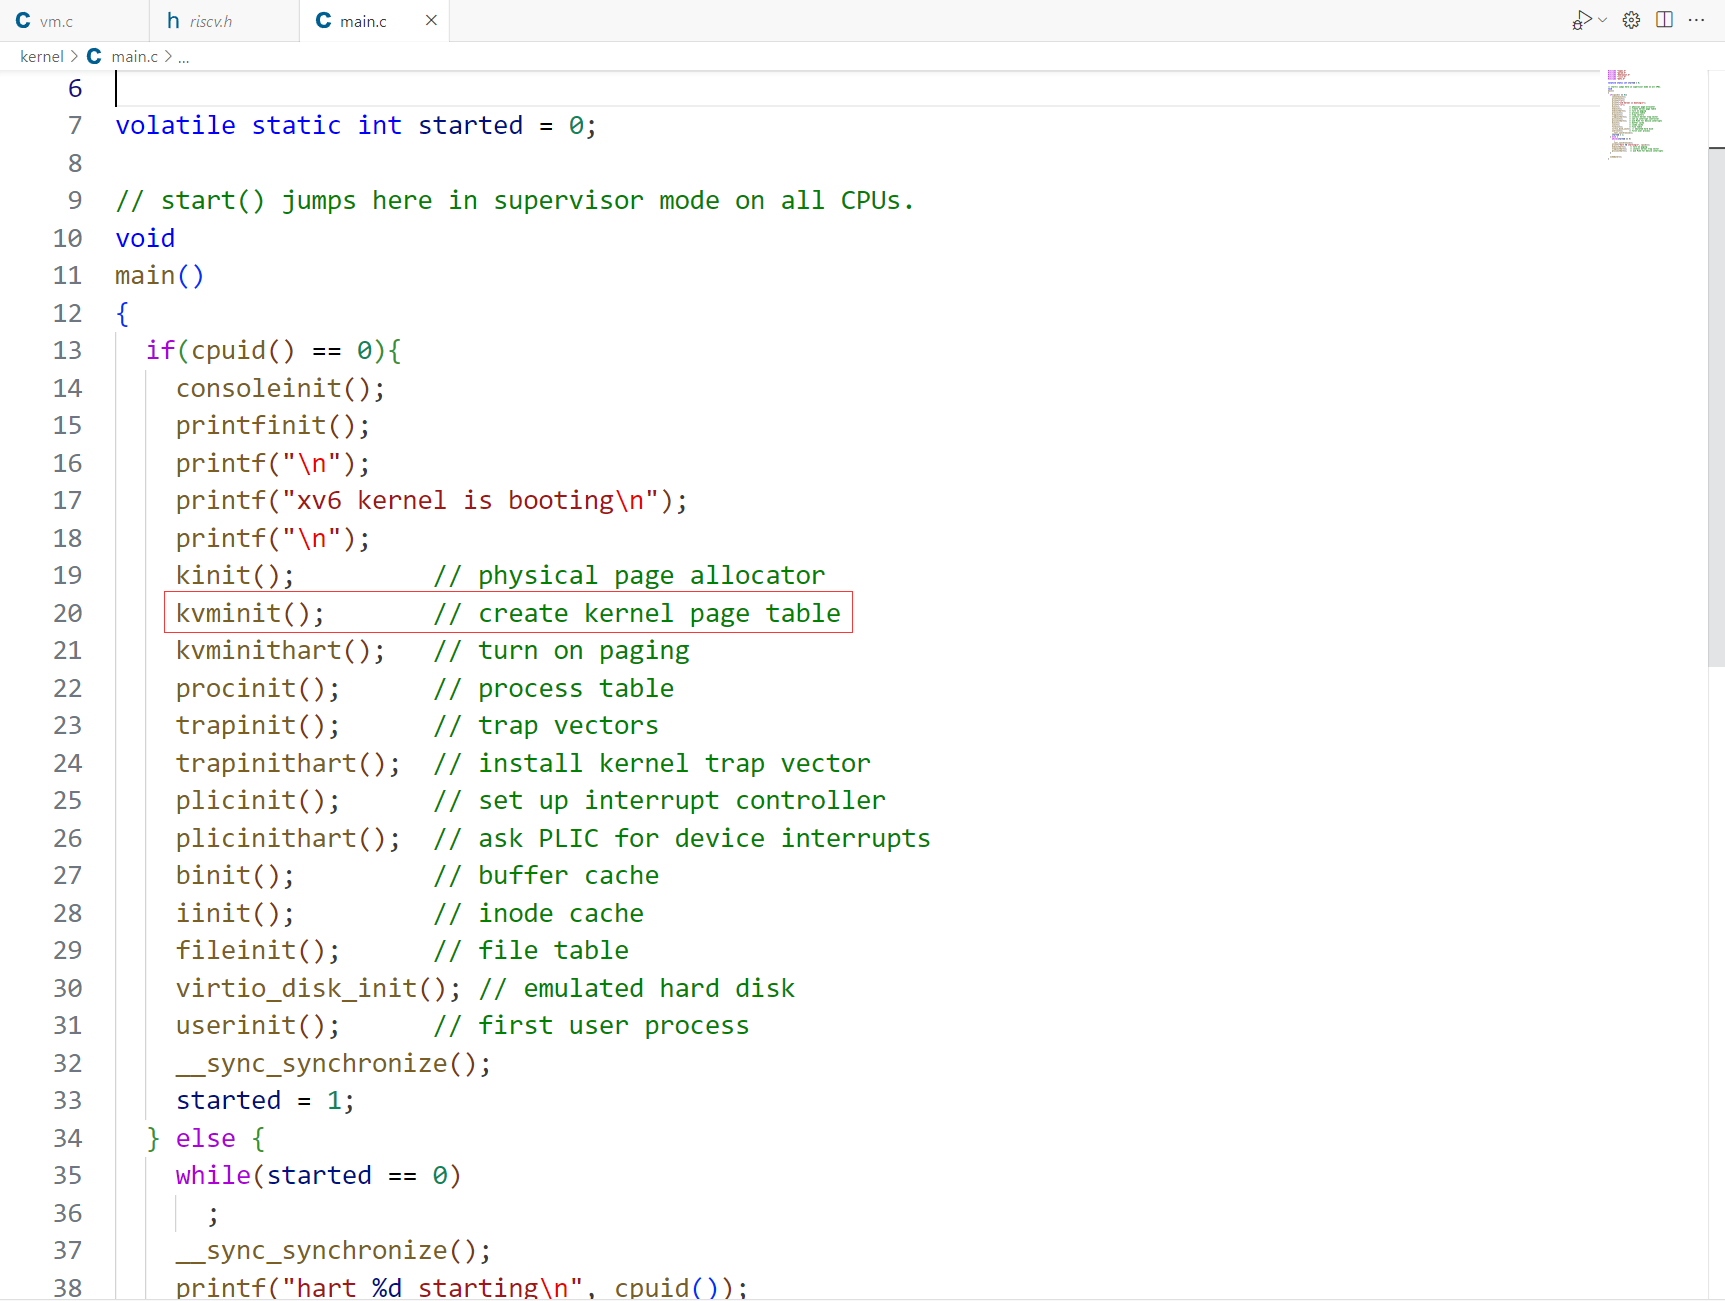 C vm.c h riscv.h C main.c
kernel > C main.c > ...
6
7 volatile static int started = 0;
8
9 // start() jumps here in supervisor mode on all CPUs.
10 void
11 main()
12 {
13 if(cpuid() == 0){
14 consoleinit();
15 printfinit();
16 printf("\n");
17 printf("xv6 kernel is booting\n");
18 printf("\n");
19 kinit(); // physical page allocator
20 kvminit(); // create kernel page table
21 kvminithart(); // turn on paging
22 procinit(); // process table
23 trapinit(); // trap vectors
24 trapinithart(); // install kernel trap vector
25 plicinit(); // set up interrupt controller
26 plicinithart(); // ask PLIC for device interrupts
27 binit(); // buffer cache
28 iinit(); // inode cache
29 fileinit(); // file table
30 virtio_disk_init(); // emulated hard disk
31 userinit(); // first user process
32 __sync_synchronize();
33 started = 1;
34 } else {
35 while(started == 0)
36 ;
37 __sync_synchronize();
38 printf("hart %d starting\n", cpuid());